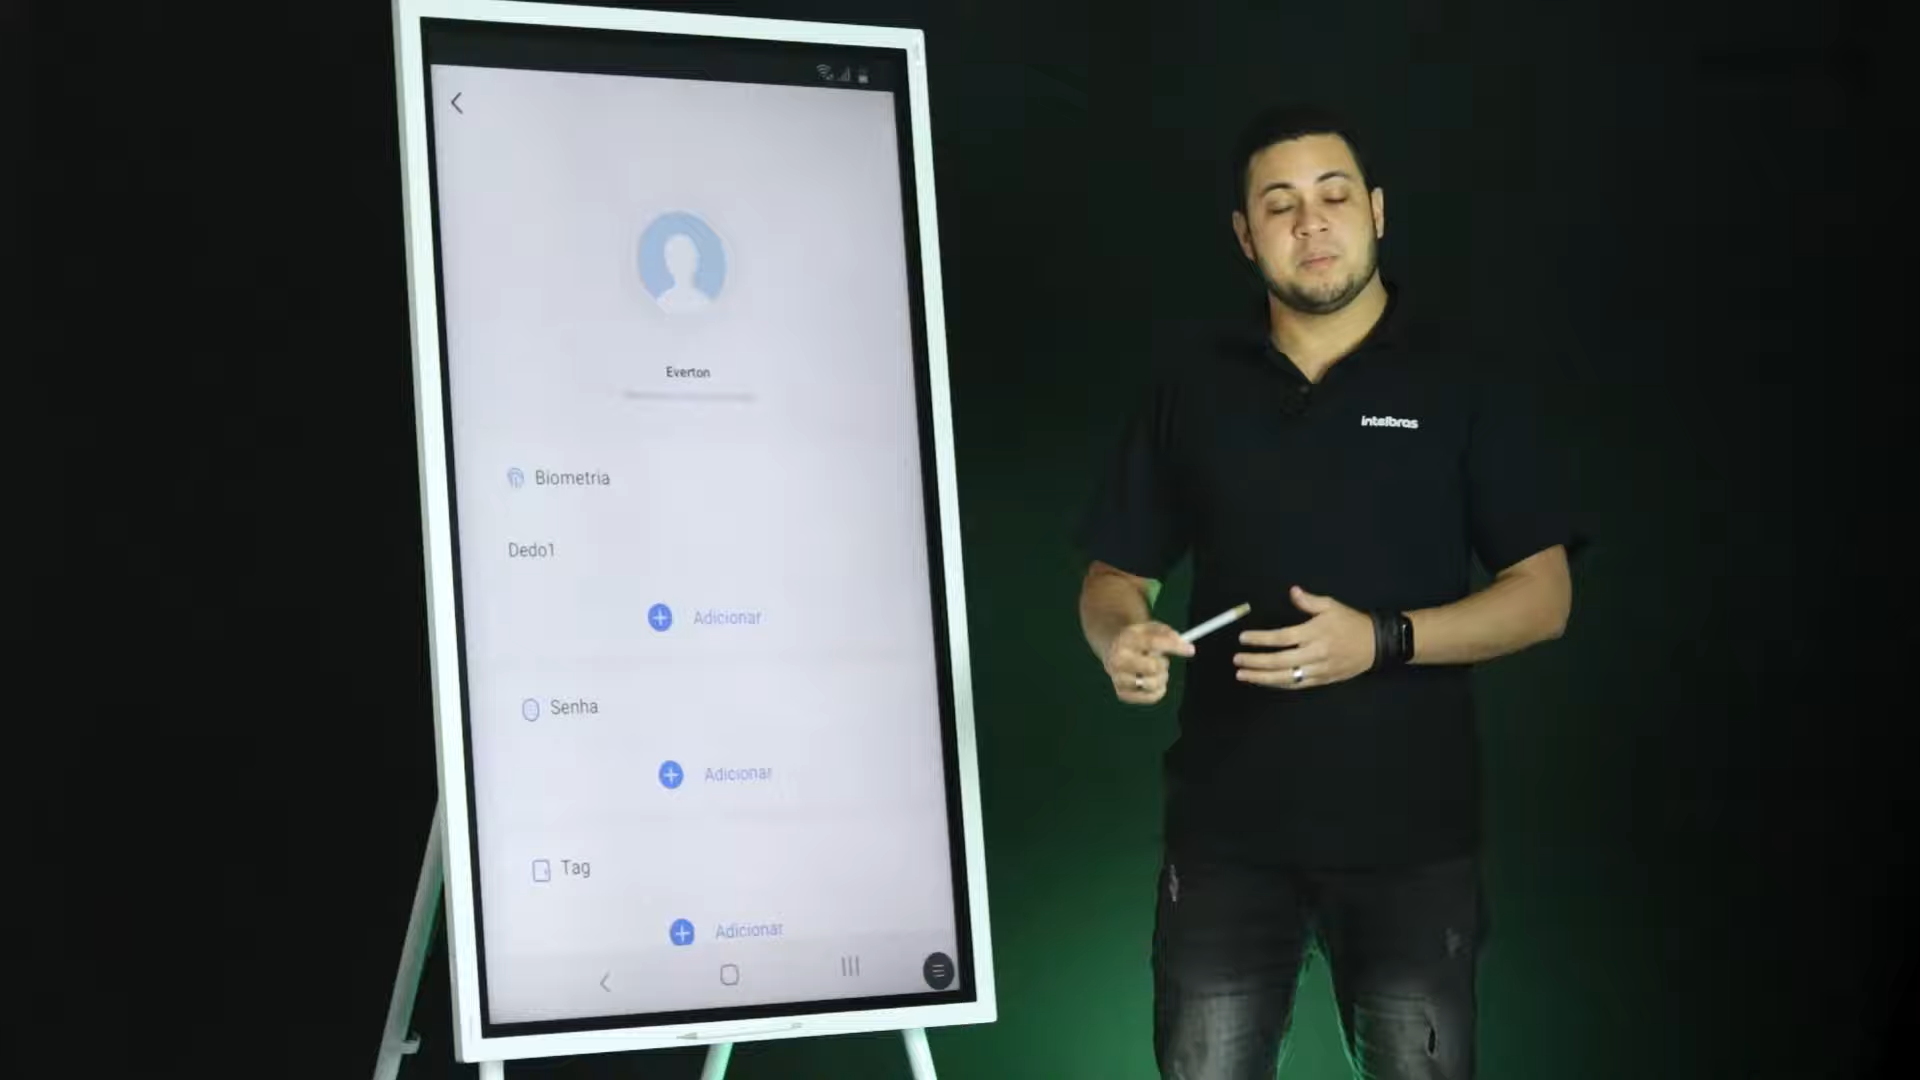 Everton
Biometria
Dedo1
Adicionar
Senha
Adicionar
Tag
Adicionar
intelbras